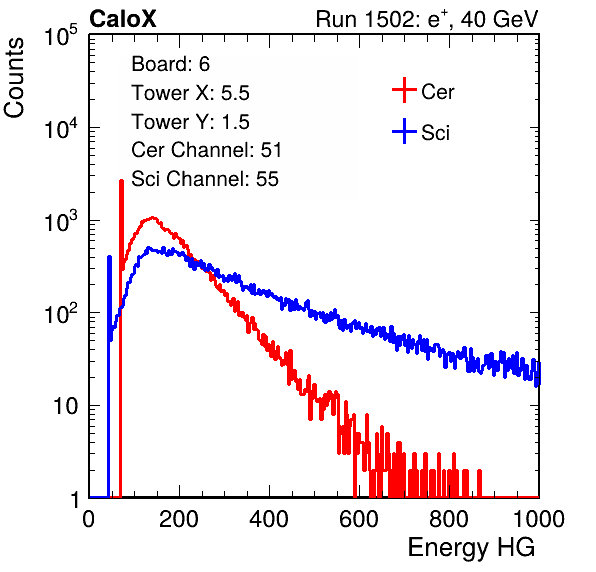 CaloX Run 1502: e⁺, 40 GeV
Counts
10⁵
10⁴
10³
10²
10
1
Board: 6
Tower X: 5.5
Tower Y: 1.5
Cer Channel: 51
Sci Channel: 55
Cer
Sci
0 200 400 600 800 1000
Energy HG